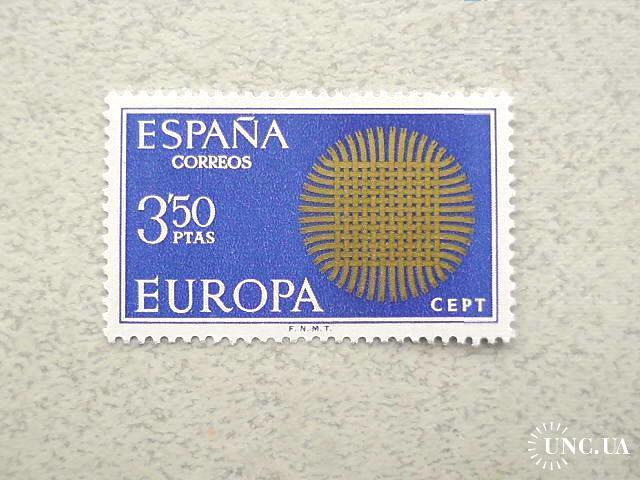 ESPAÑA
CORREOS
3'50
PTAS
EUROPA
CEPT
F.N.M.T.
UNC.UA